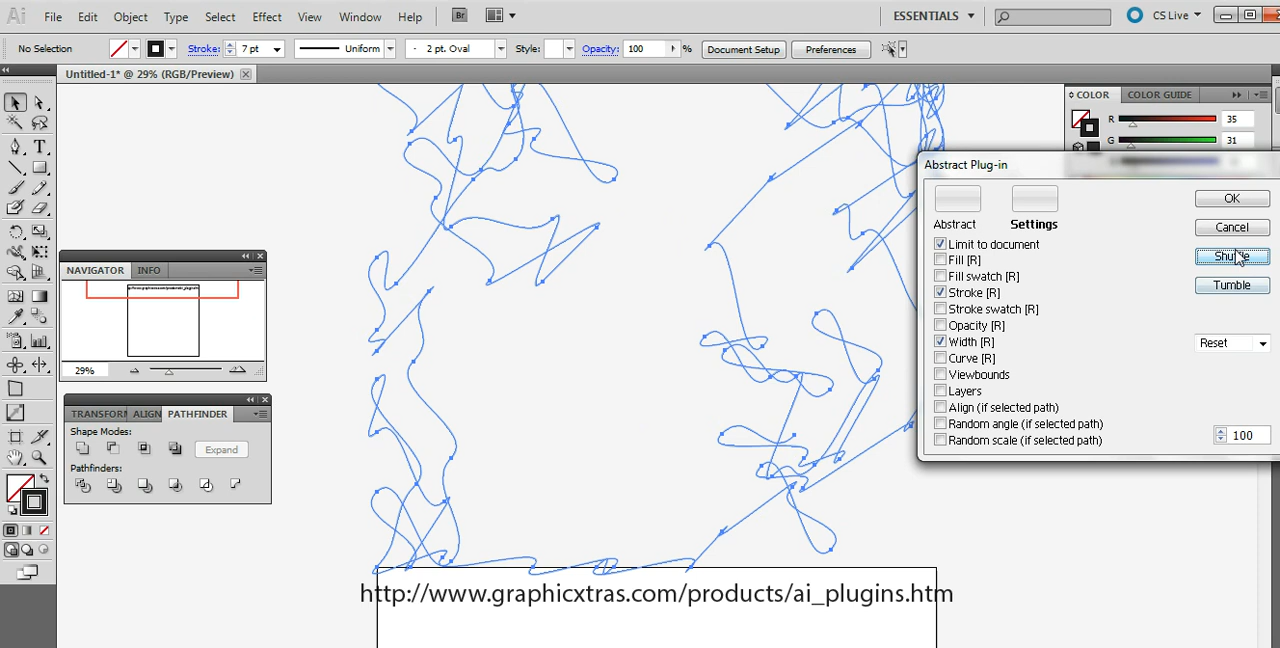 Ai File Edit Object Type Select Effect View Window Help Br ESSENTIALS CS Live
No Selection Stroke: 7 pt Uniform 2 pt. Oval Style: Opacity: 100 % Document Setup Preferences
Untitled-1* @ 29% (RGB/Preview)
COLOR COLOR GUIDE
R 35
G 31
Abstract Plug-in
Abstract Settings
OK
Cancel
Tumble
Reset
100
Limit to document
Fill [R]
Fill swatch [R]
Stroke [R]
Stroke swatch [R]
Opacity [R]
Width [R]
Curve [R]
Viewbounds
Layers
Align (if selected path)
Random angle (if selected path)
Random scale (if selected path)
NAVIGATOR INFO
29%
TRANSFORM ALIGN PATHFINDER
Shape Modes:
Expand
Pathfinders:
http://www.graphicxtras.com/products/ai_plugins.htm